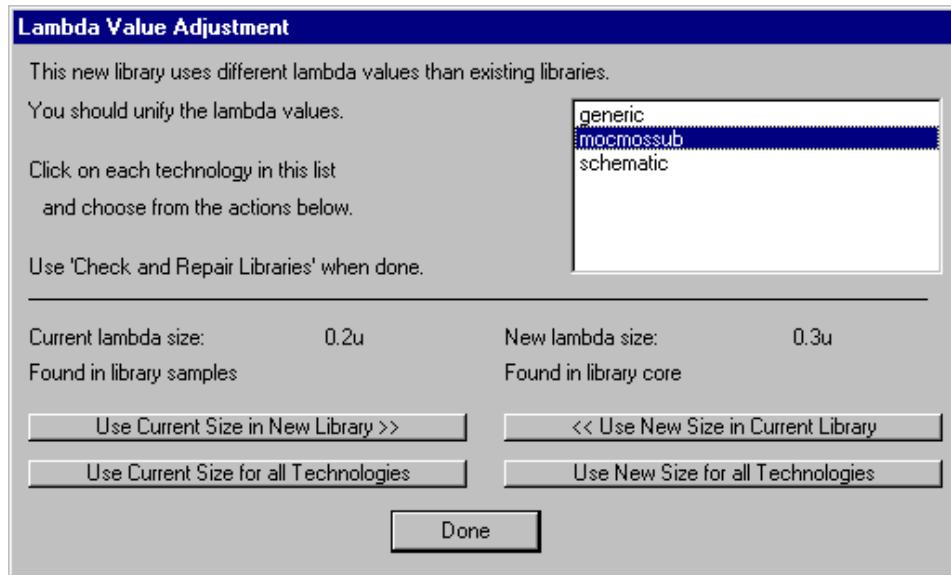 Lambda Value Adjustment
This new library uses different lambda values than existing libraries.
You should unify the lambda values.
generic
mocmossub
schematic
Click on each technology in this list
and choose from the actions below.
Use 'Check and Repair Libraries' when done.
Current lambda size: 0.2u
New lambda size: 0.3u
Found in library samples
Found in library core
Use Current Size in New Library >>
<< Use New Size in Current Library
Use Current Size for all Technologies
Use New Size for all Technologies
Done